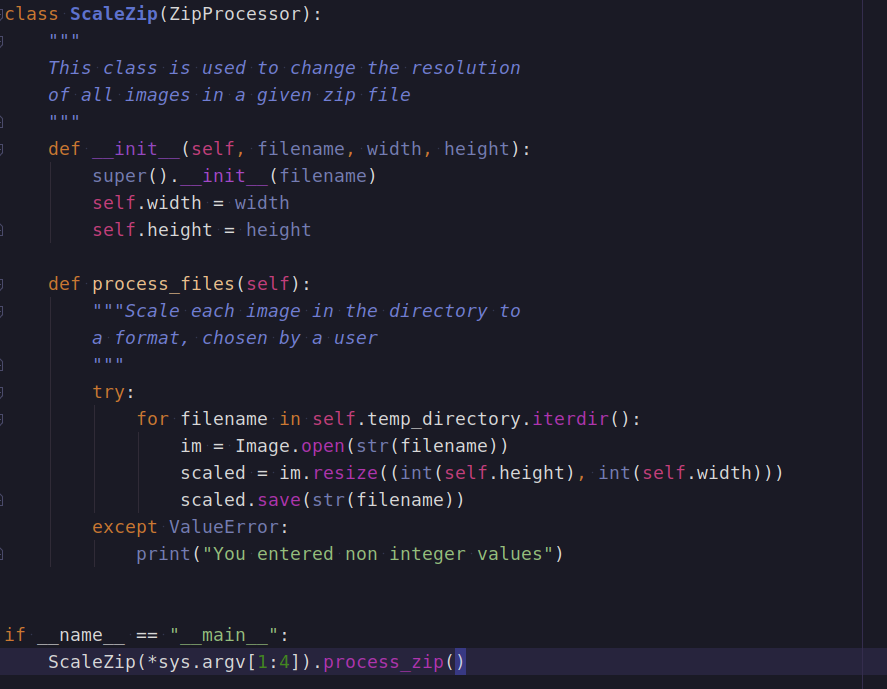 class ScaleZip(ZipProcessor):
    """
    This class is used to change the resolution
    of all images in a given zip file
    """
    def __init__(self, filename, width, height):
        super().__init__(filename)
        self.width = width
        self.height = height

    def process_files(self):
        """Scale each image in the directory to
        a format, chosen by a user
        """
        try:
            for filename in self.temp_directory.iterdir():
                im = Image.open(str(filename))
                scaled = im.resize((int(self.height), int(self.width)))
                scaled.save(str(filename))
        except ValueError:
            print("You entered non integer values")


if __name__ == "__main__":
    ScaleZip(*sys.argv[1:4]).process_zip()